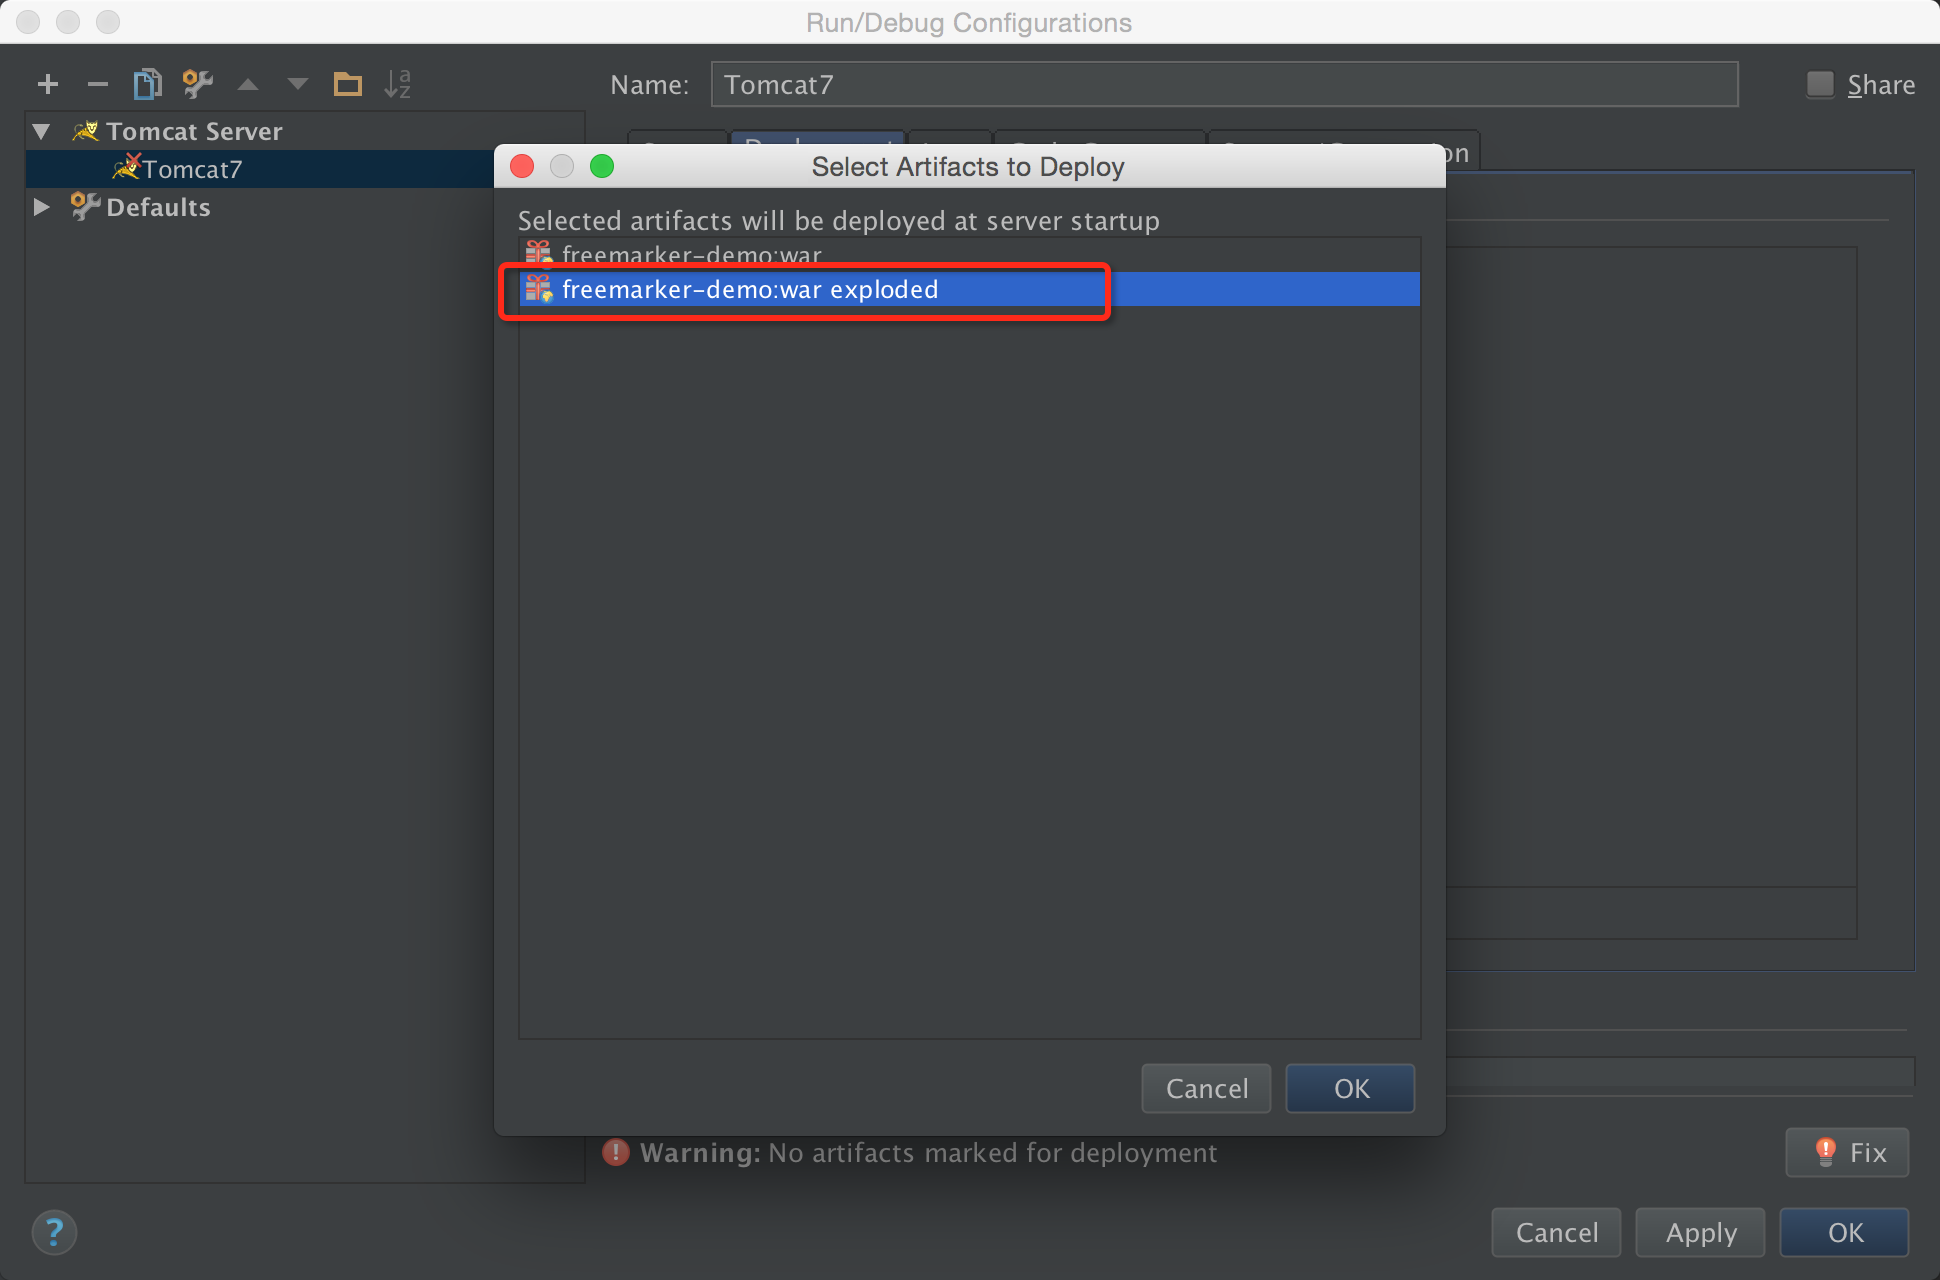 Run/Debug Configurations
Name: Tomcat7
Share
Tomcat Server
Tomcat7
Defaults
Select Artifacts to Deploy
Selected artifacts will be deployed at server startup
freemarker-demo:war
freemarker-demo:war exploded
Cancel
OK
Warning: No artifacts marked for deployment
Fix
?
Cancel
Apply
OK